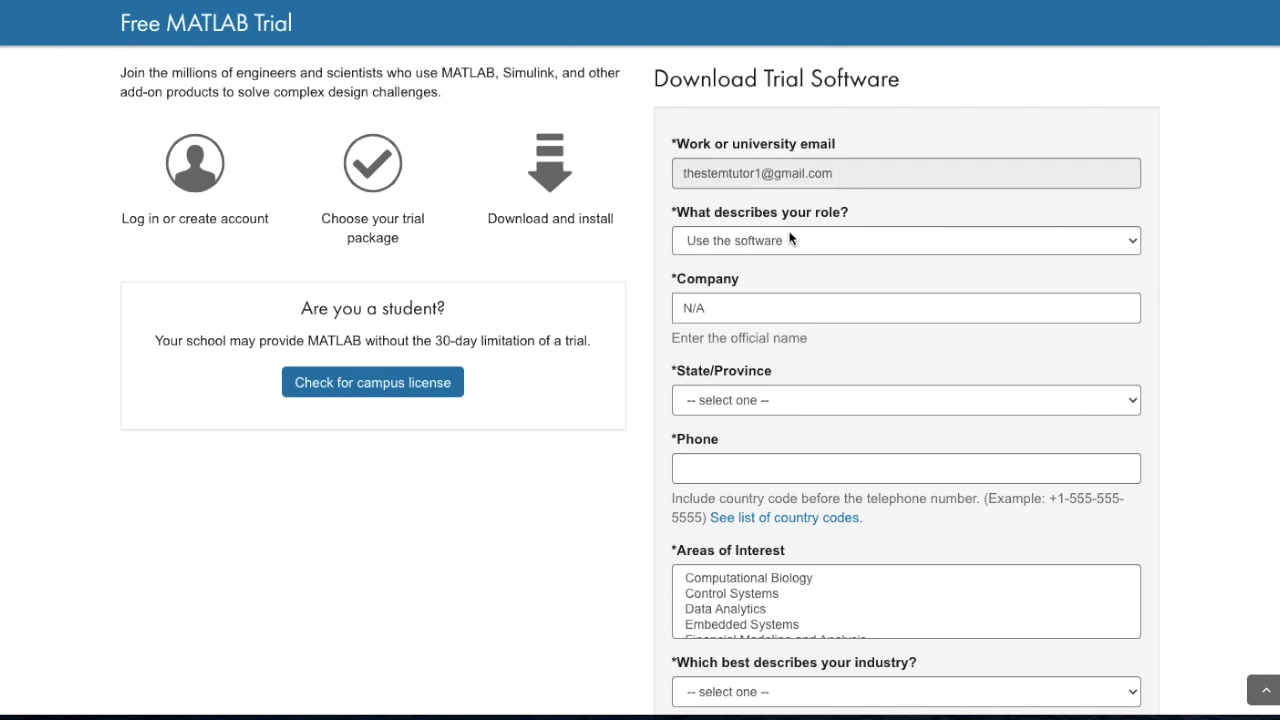 Free MATLAB Trial
Join the millions of engineers and scientists who use MATLAB, Simulink, and other
add-on products to solve complex design challenges.
Log in or create account
Choose your trial
package
Download and install
Are you a student?
Your school may provide MATLAB without the 30-day limitation of a trial.
Check for campus license
Download Trial Software
*Work or university email
thestemtutor1@gmail.com
*What describes your role?
Use the software
*Company
N/A
Enter the official name
*State/Province
-- select one --
*Phone
Include country code before the telephone number. (Example: +1-555-555-
5555) See list of country codes.
*Areas of Interest
Computational Biology
Control Systems
Data Analytics
Embedded Systems
Financial Modeling and Analysis
*Which best describes your industry?
-- select one --